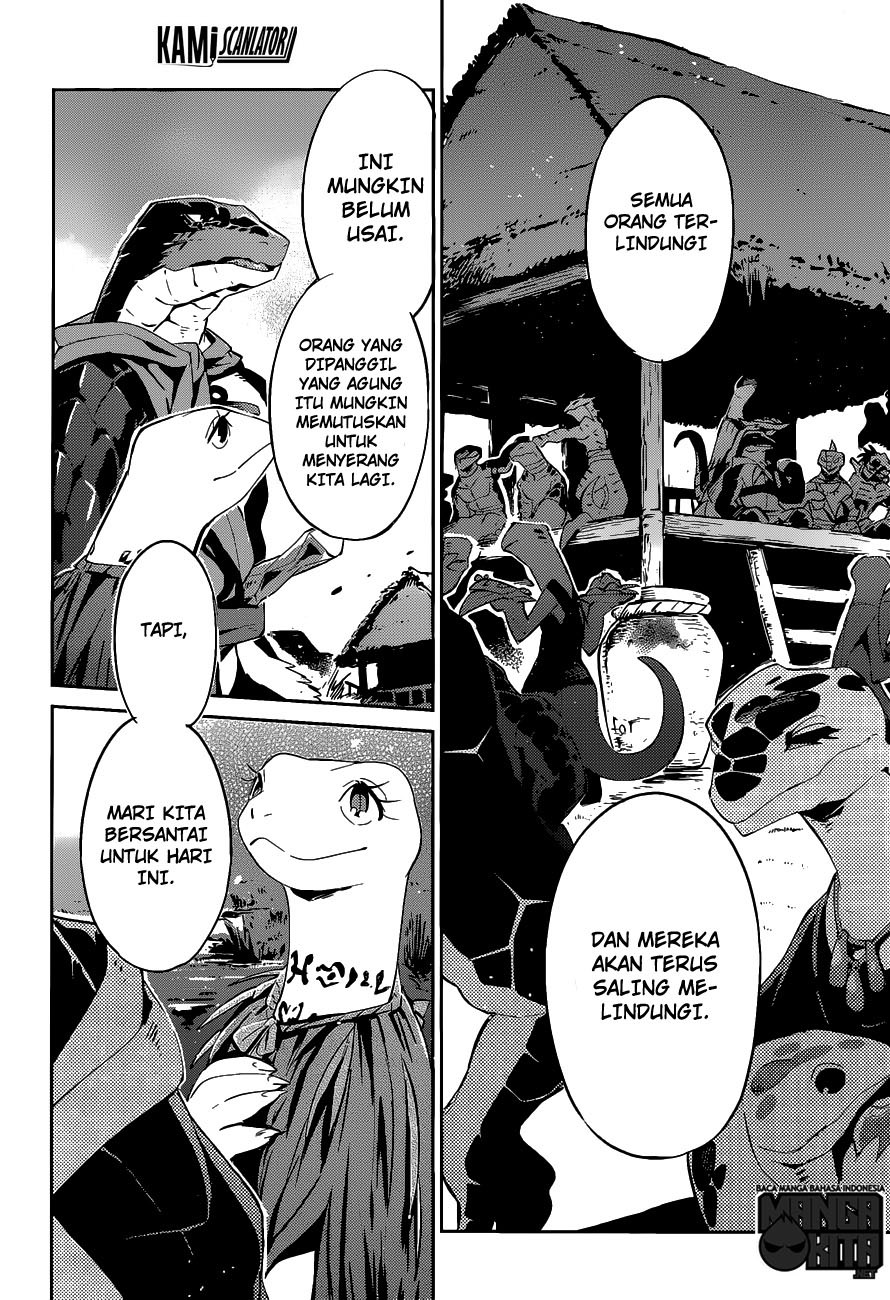 KAMI SCANLATOR
SEMUA
ORANG TER-
LINDUNGI
DAN MEREKA
AKAN TERUS
SALING ME-
LINDUNGI.
INI
MUNGKIN
BELUM
USAI.
ORANG YANG
DIPANGGIL
YANG AGUNG
ITU MUNGKIN
MEMUTUSKAN
UNTUK
MENYERANG
KITA LAGI.
TAPI,
MARI KITA
BERSANTAI
UNTUK HARI
INI.
BACA MANGA BAHASA INDONESIA
MANGA
KITA
.NET